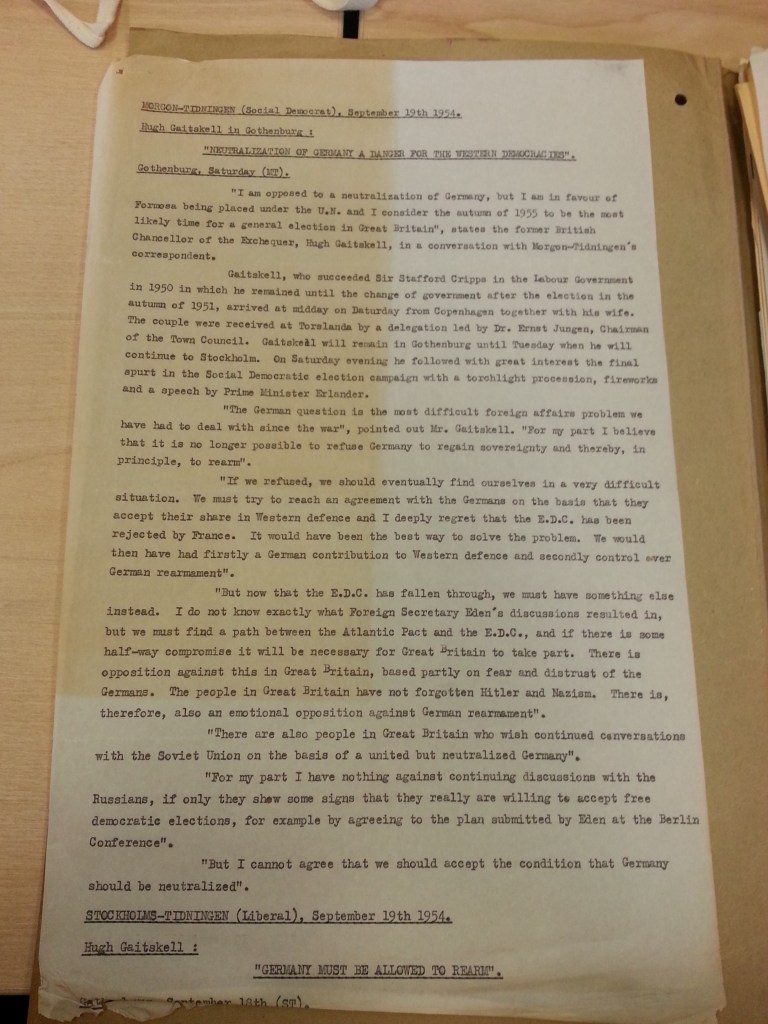 MORGON-TIDNINGEN (Social Democrat), September 19th 1954.
Hugh Gaitskell in Gothenburg :
"NEUTRALIZATION OF GERMANY A DANGER FOR THE WESTERN DEMOCRACIES".
Gothenburg, Saturday (MT).
"I am opposed to a neutralization of Germany, but I am in favour of
Formosa being placed under the U.N. and I consider the autumn of 1955 to be the most
likely time for a general election in Great Britain", states the former British
Chancellor of the Exchequer, Hugh Gaitskell, in a conversation with Morgon-Tidningen's
correspondent.
Gaitskell, who succeeded Sir Stafford Cripps in the Labour Government
in 1950 in which he remained until the change of government after the election in the
autumn of 1951, arrived at midday on Daturday from Copenhagen together with his wife.
The couple were received at Torslanda by a delegation led by Dr. Ernst Jungen, Chairman
of the Town Council. Gaitskell will remain in Gothenburg until Tuesday when he will
continue to Stockholm. On Saturday evening he followed with great interest the final
spurt in the Social Democratic election campaign with a torchlight procession, fireworks
and a speech by Prime Minister Erlander.
"The German question is the most difficult foreign affairs problem we
have had to deal with since the war", pointed out Mr. Gaitskell. "For my part I believe
that it is no longer possible to refuse Germany to regain sovereignty and thereby, in
principle, to rearm".
"If we refused, we should eventually find ourselves in a very difficult
situation. We must try to reach an agreement with the Germans on the basis that they
accept their share in Western defence and I deeply regret that the E.D.C. has been
rejected by France. It would have been the best way to solve the problem. We would
then have had firstly a German contribution to Western defence and secondly control over
German rearmament".
"But now that the E.D.C. has fallen through, we must have something else
instead. I do not know exactly what Foreign Secretary Eden's discussions resulted in,
but we must find a path between the Atlantic Pact and the E.D.C., and if there is some
half-way compromise it will be necessary for Great Britain to take part. There is
opposition against this in Great Britain, based partly on fear and distrust of the
Germans. The people in Great Britain have not forgotten Hitler and Nazism. There is,
therefore, also an emotional opposition against German rearmament".
"There are also people in Great Britain who wish continued conversations
with the Soviet Union on the basis of a united but neutralized Germany".
"For my part I have nothing against continuing discussions with the
Russians, if only they show some signs that they really are willing to accept free
democratic elections, for example by agreeing to the plan submitted by Eden at the Berlin
Conference".
"But I cannot agree that we should accept the condition that Germany
should be neutralized".
STOCKHOLMS-TIDNINGEN (Liberal), September 19th 1954.
Hugh Gaitskell :
"GERMANY MUST BE ALLOWED TO REARM".
September 18th (ST).